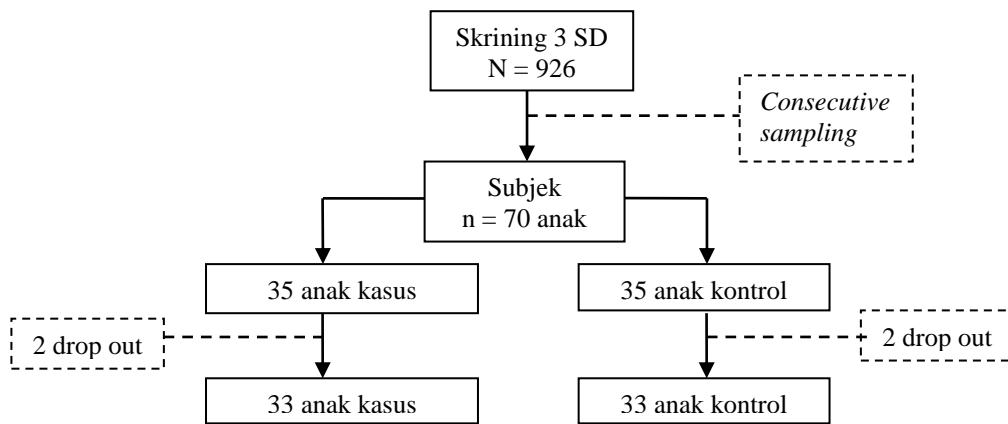 Skrining 3 SD
N = 926
Consecutive
sampling
Subjek
n = 70 anak
35 anak kasus
35 anak kontrol
2 drop out
2 drop out
33 anak kasus
33 anak kontrol